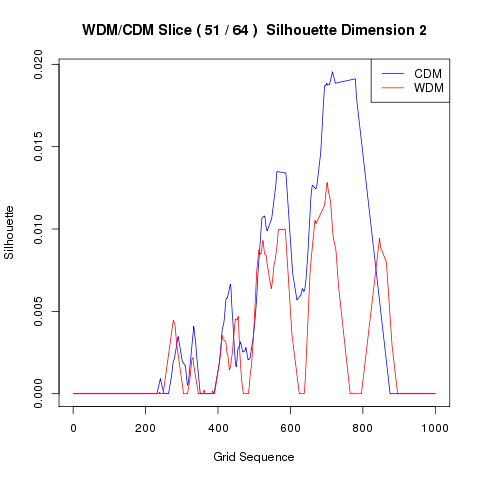 WDM/CDM Slice ( 51 / 64 )  Silhouette Dimension 2
CDM
WDM
0.020
0.015
0.010
0.005
0.000
Silhouette
0 200 400 600 800 1000
Grid Sequence